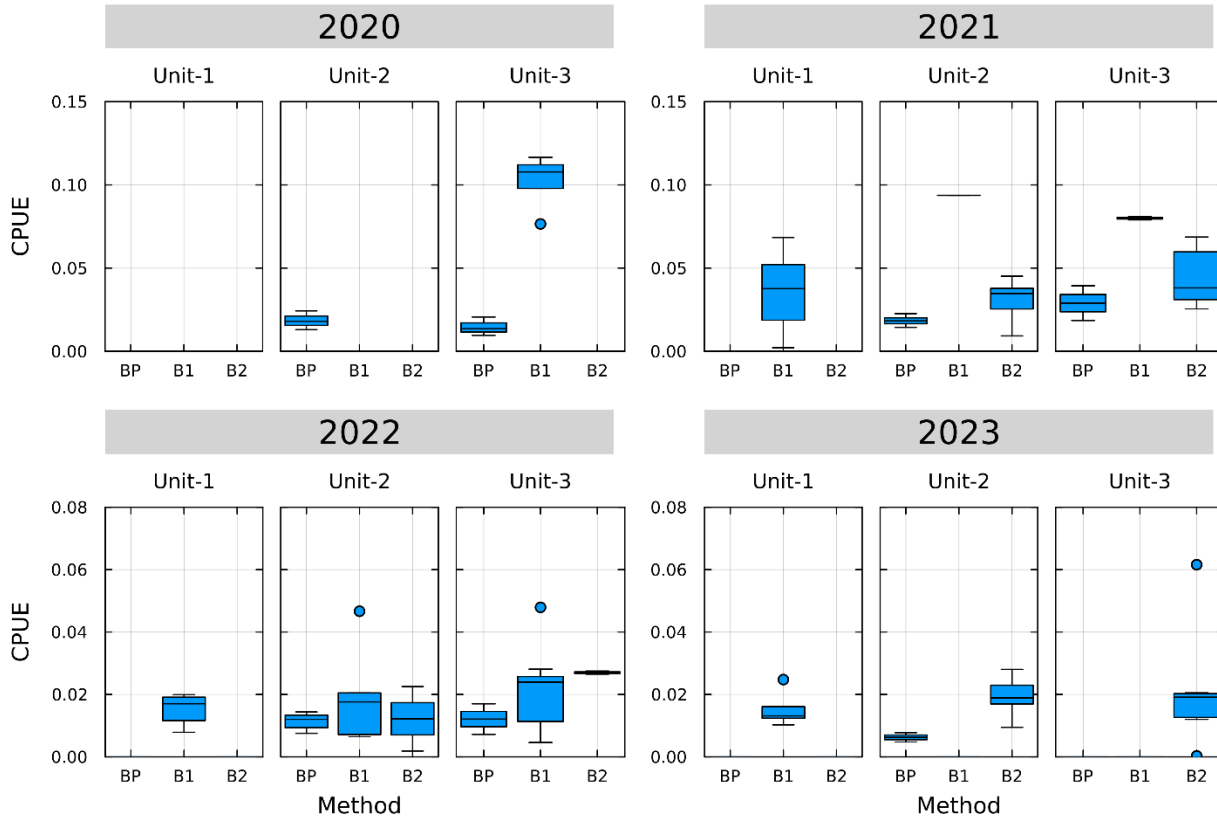 2020 2021
Unit-1 Unit-2 Unit-3 Unit-1 Unit-2 Unit-3
0.15 0.15
0.10 0.10
CPUE
0.05 0.05
0.00 0.00
BP B1 B2 BP B1 B2 BP B1 B2 BP B1 B2 BP B1 B2 BP B1 B2
2022 2023
Unit-1 Unit-2 Unit-3 Unit-1 Unit-2 Unit-3
0.08 0.08
0.06 0.06
0.04 0.04
CPUE
0.02 0.02
0.00 0.00
BP B1 B2 BP B1 B2 BP B1 B2 BP B1 B2 BP B1 B2 BP B1 B2
Method Method